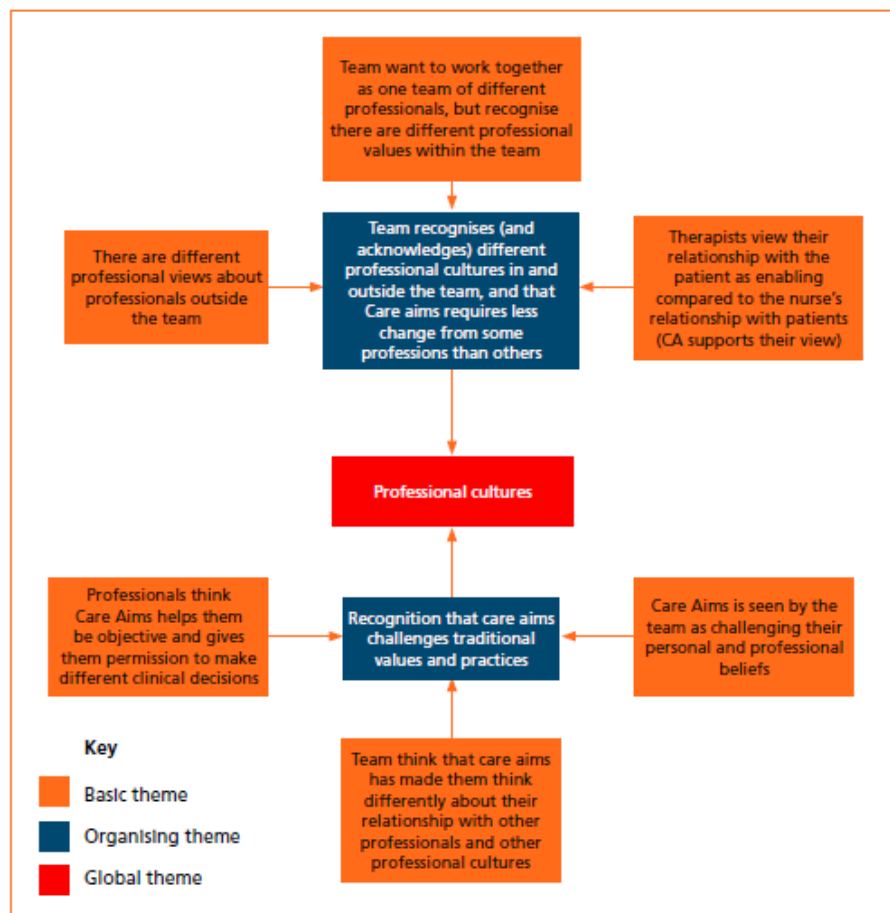 Team want to work together
as one team of different
professionals, but recognise
there are different professional
values within the team
There are different
professional views about
professionals outside
the team
Team recognises (and
acknowledges) different
professional cultures in and
outside the team, and that
Care aims requires less
change from some
professions than others
Therapists view their
relationship with the
patient as enabling
compared to the nurse's
relationship with patients
(CA supports their view)
Professional cultures
Professionals think
Care Aims helps them
be objective and gives
them permission to make
different clinical decisions
Recognition that care aims
challenges traditional
values and practices
Care Aims is seen by the
team as challenging their
personal and professional
beliefs
Team think that care aims
has made them think
differently about their
relationship with other
professionals and other
professional cultures
Key
Basic theme
Organising theme
Global theme